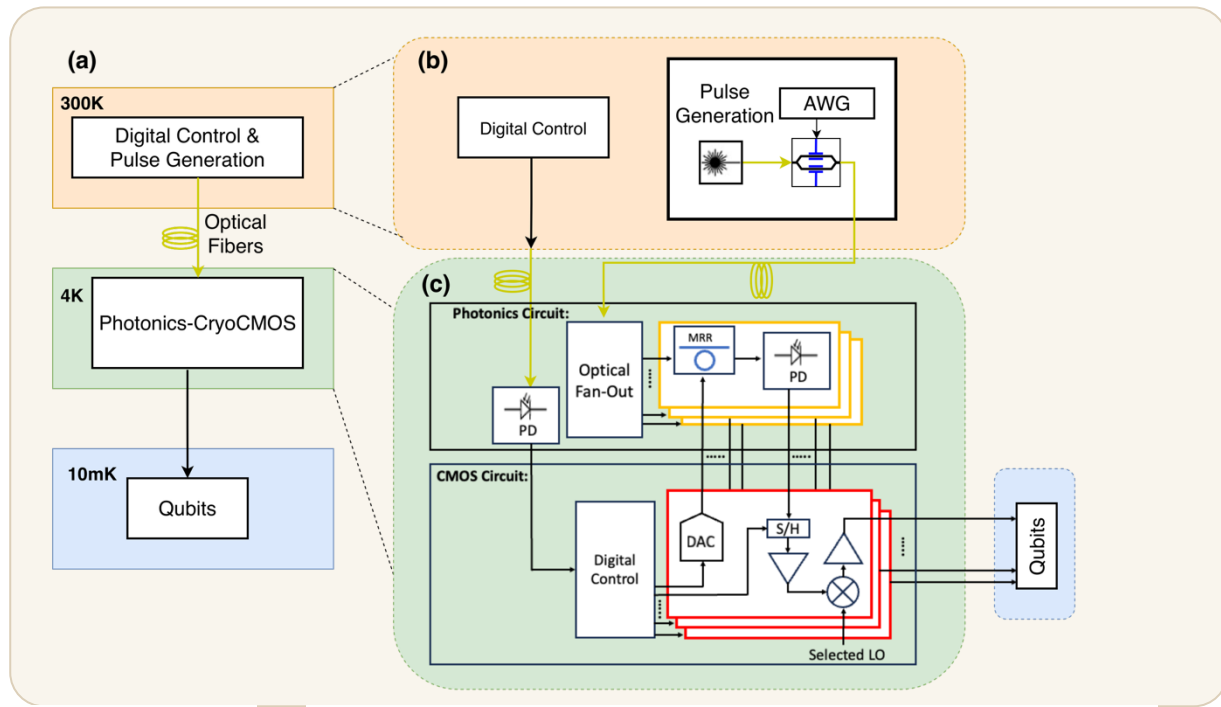 (a)
300K
Digital Control &
Pulse Generation
Optical
Fibers
4K
Photonics-CryoCMOS
10mK
Qubits
(b)
Digital Control
Pulse
Generation
AWG
(c)
Photonics Circuit:
PD
Optical
Fan-Out
MRR
PD
CMOS Circuit:
Digital
Control
DAC
S/H
Selected LO
Qubits